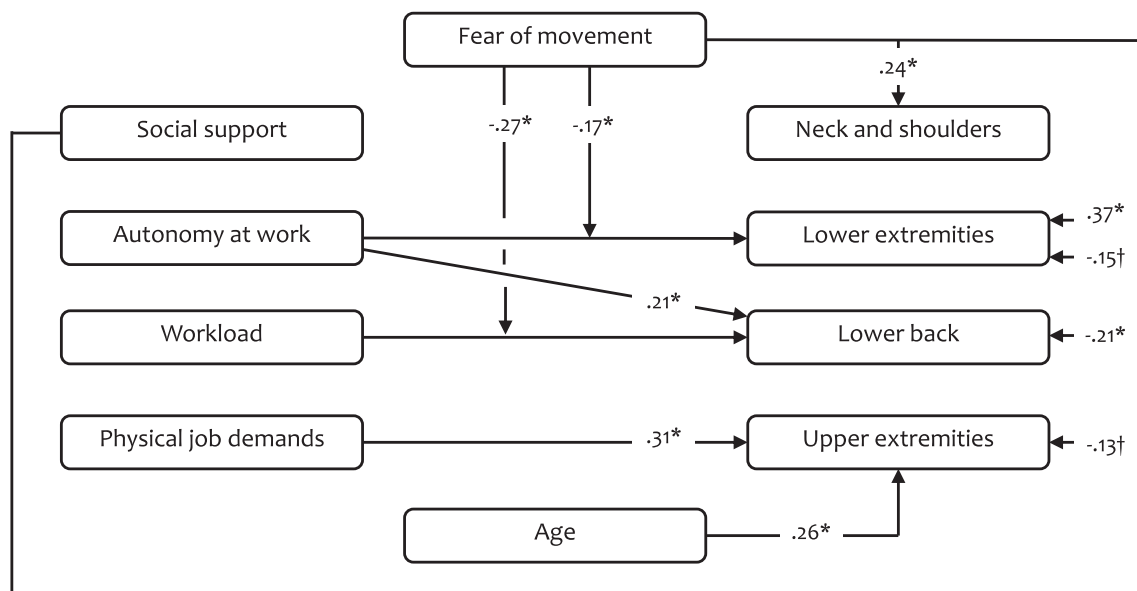 Fear of movement
.24*
-.27*
-.17*
Social support
Neck and shoulders
Autonomy at work
Lower extremities
.37*
-.15†
.21*
Workload
Lower back
-.21*
Physical job demands
.31*
Upper extremities
-.13†
Age
.26*